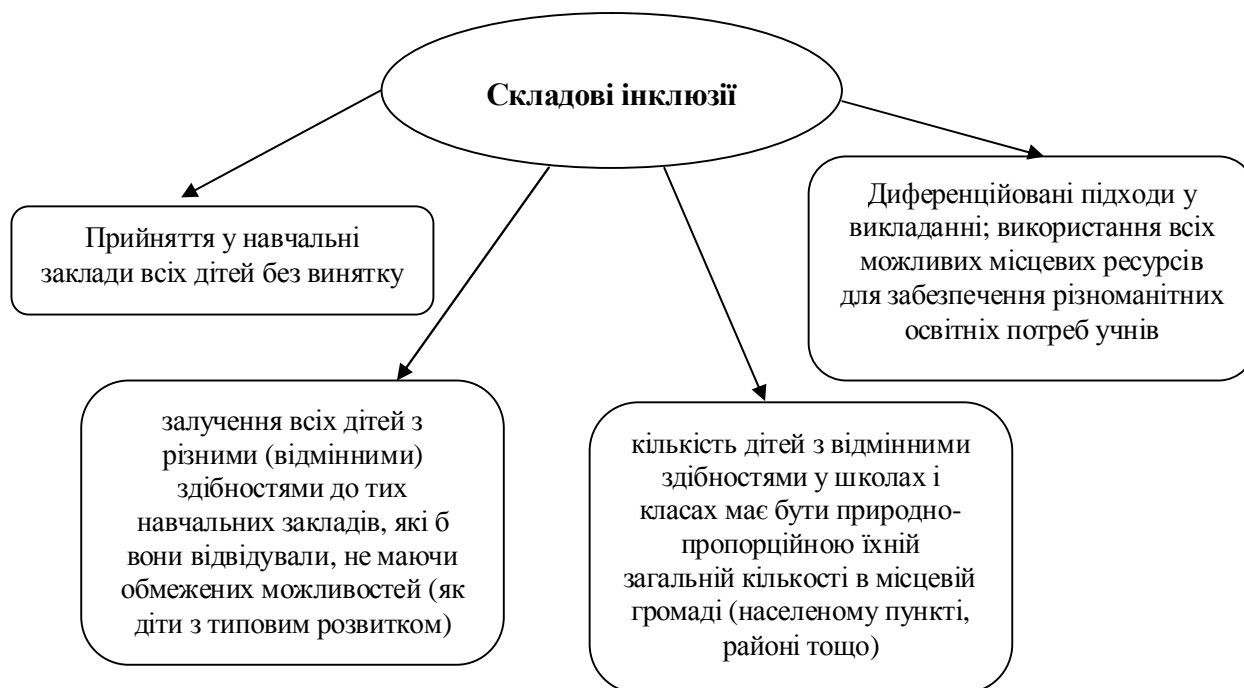 Складові інклюзії
Прийняття у навчальні
заклади всіх дітей без винятку
Диференційовані підходи у
викладанні; використання всіх
можливих місцевих ресурсів
для забезпечення різноманітних
освітніх потреб учнів
залучення всіх дітей з
різними (відмінними)
здібностями до тих
навчальних закладів, які б
вони відвідували, не маючи
обмежених можливостей (як
діти з типовим розвитком)
кількість дітей з відмінними
здібностями у школах і
класах має бути природно-
пропорційною їхній
загальній кількості в місцевій
громаді (населеному пункті,
районі тощо)